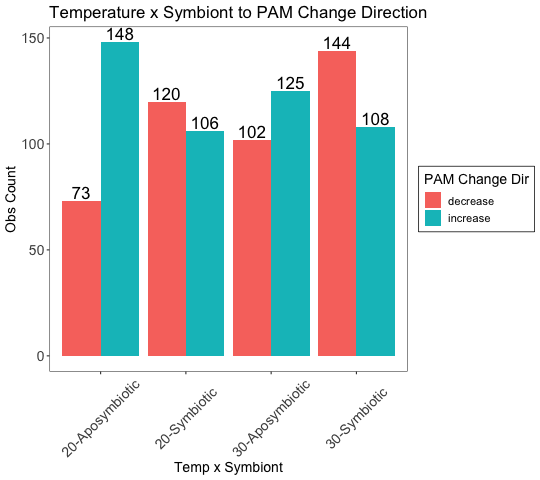 Temperature x Symbiont to PAM Change Direction
150
100
50
0
Obs Count
73
148
120
106
102
125
144
108
20-Aposymbiotic
20-Symbiotic
30-Aposymbiotic
30-Symbiotic
Temp x Symbiont
PAM Change Dir
decrease
increase